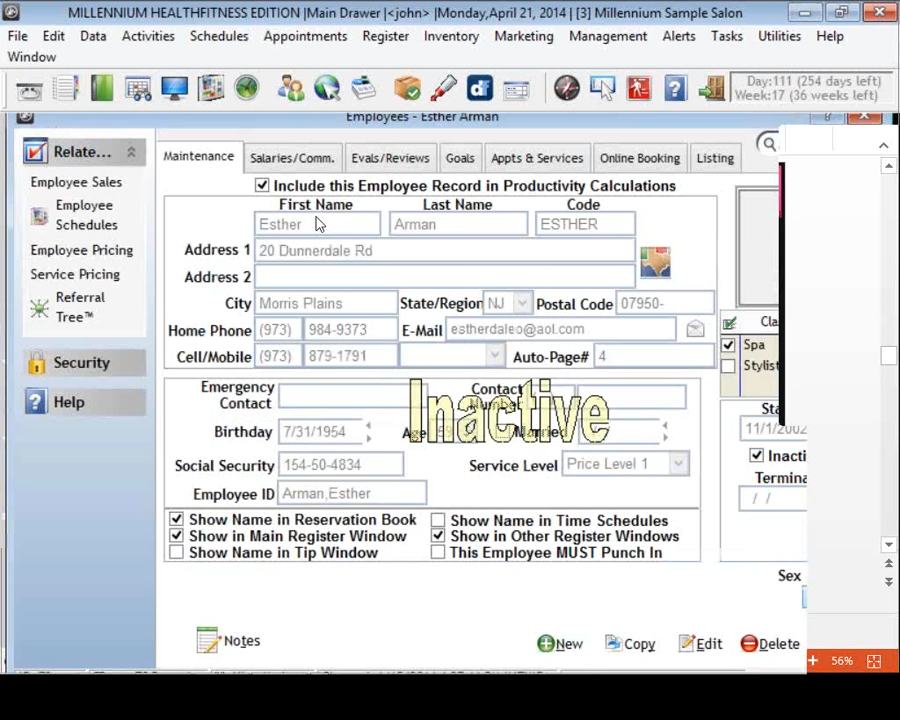 MILLENNIUM HEALTHFITNESS EDITION |Main Drawer |<john> |Monday,April 21, 2014 | [3] Millennium Sample Salon
File Edit Data Activities Schedules Appointments Register Inventory Marketing Management Alerts Tasks Utilities Help
Window
Day:111 (254 days left)
Week:17 (36 weeks left)
Employees - Esther Arman
Relate...
Employee Sales
Employee Schedules
Employee Pricing
Service Pricing
Referral Tree™
Security
Help
Maintenance Salaries/Comm. Evals/Reviews Goals Appts & Services Online Booking Listing
Include this Employee Record in Productivity Calculations
First Name Last Name Code
Esther Arman ESTHER
Address 1 20 Dunnerdale Rd
Address 2
City Morris Plains State/Region NJ Postal Code 07950-
Home Phone (973) 984-9373 E-Mail estherdaleo@aol.com
Cell/Mobile (973) 879-1791 Auto-Page# 4
Emergency Contact Contact Number
Inactive
Birthday 7/31/1954 Age 59 Married
Social Security 154-50-4834 Service Level Price Level 1
Employee ID Arman,Esther
Show Name in Reservation Book Show Name in Time Schedules
Show in Main Register Window Show in Other Register Windows
Show Name in Tip Window This Employee MUST Punch In
Cla
Spa
Stylist
Sta
11/1/2002
Inacti
Termina
/ /
Sex
Notes New Copy Edit Delete
56%